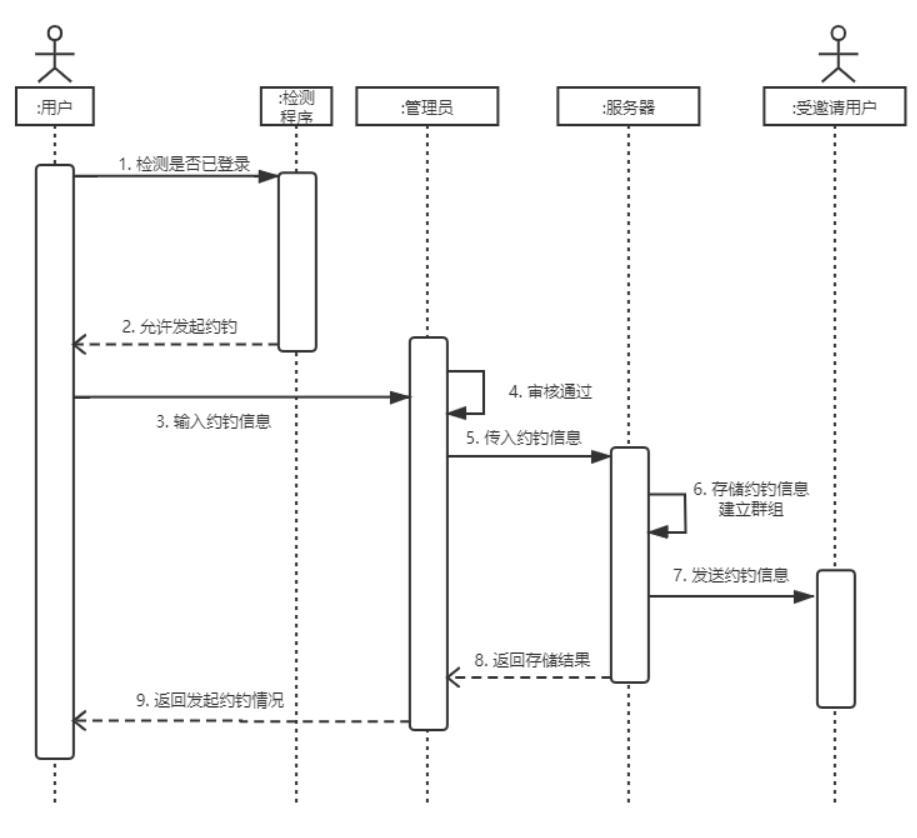 :用户
:检测
程序
:管理员
:服务器
:受邀请用户
1. 检测是否已登录
2. 允许发起约钓
3. 输入约钓信息
4. 审核通过
5. 传入约钓信息
6. 存储约钓信息
建立群组
7. 发送约钓信息
8. 返回存储结果
9. 返回发起约钓情况